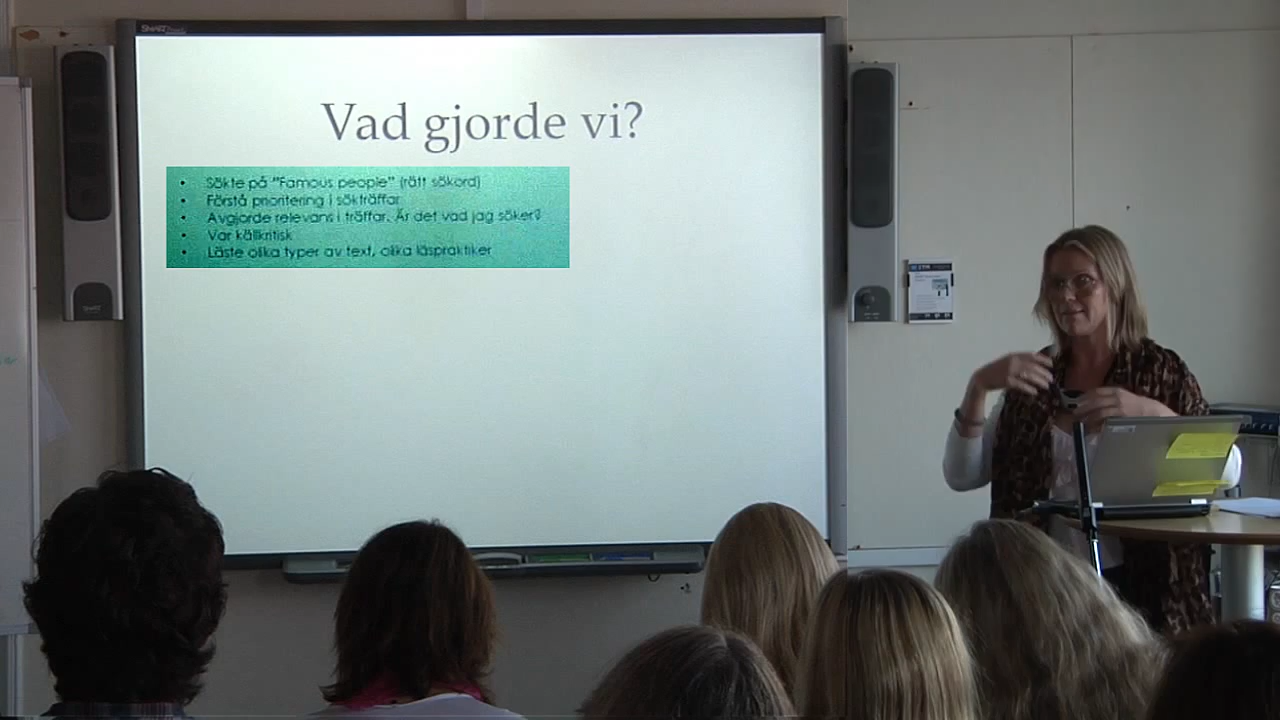 SMART
Vad gjorde vi?
• Sökte på "Famous people" (rätt sökord)
• Förstå prioritering i sökträffar
• Avgjorde relevans i träffar. Är det vad jag söker?
• Var källkritisk
• Läste olika typer av text, olika läspraktiker